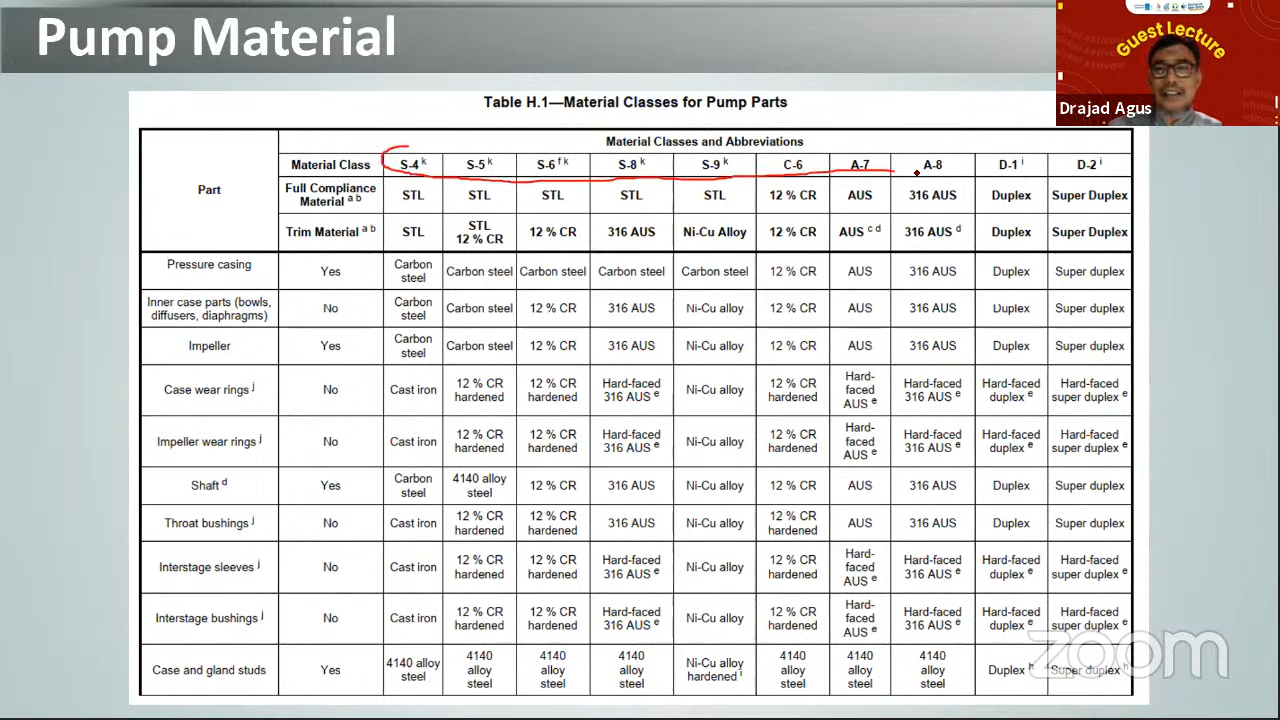 Pump Material
Guest Lecture
Drajad Agus
Table H.1—Material Classes for Pump Parts
Part
Material Classes and Abbreviations
Material Class S-4 k S-5 k S-6 f k S-8 k S-9 k C-6 A-7 A-8 D-1 i D-2 i
Full Compliance Material a b STL STL STL STL STL 12 % CR AUS 316 AUS Duplex Super Duplex
Trim Material a b STL STL 12 % CR 12 % CR 316 AUS Ni-Cu Alloy 12 % CR AUS c d 316 AUS d Duplex Super Duplex
Pressure casing Yes Carbon steel Carbon steel Carbon steel Carbon steel Carbon steel 12 % CR AUS 316 AUS Duplex Super duplex
Inner case parts (bowls, diffusers, diaphragms) No Carbon steel Carbon steel 12 % CR 316 AUS Ni-Cu alloy 12 % CR AUS 316 AUS Duplex Super duplex
Impeller Yes Carbon steel Carbon steel 12 % CR 316 AUS Ni-Cu alloy 12 % CR AUS 316 AUS Duplex Super duplex
Case wear rings j No Cast iron 12 % CR hardened 12 % CR hardened Hard-faced 316 AUS e Ni-Cu alloy 12 % CR hardened Hard-faced AUS e Hard-faced 316 AUS e Hard-faced duplex e Hard-faced super duplex e
Impeller wear rings j No Cast iron 12 % CR hardened 12 % CR hardened Hard-faced 316 AUS e Ni-Cu alloy 12 % CR hardened Hard-faced AUS e Hard-faced 316 AUS e Hard-faced duplex e Hard-faced super duplex e
Shaft d Yes Carbon steel 4140 alloy steel 12 % CR 316 AUS Ni-Cu alloy 12 % CR AUS 316 AUS Duplex Super duplex
Throat bushings j No Cast iron 12 % CR hardened 12 % CR hardened 316 AUS Ni-Cu alloy 12 % CR hardened AUS 316 AUS Duplex Super duplex
Interstage sleeves j No Cast iron 12 % CR hardened 12 % CR hardened Hard-faced 316 AUS e Ni-Cu alloy 12 % CR hardened Hard-faced AUS e Hard-faced 316 AUS e Hard-faced duplex e Hard-faced super duplex e
Interstage bushings j No Cast iron 12 % CR hardened 12 % CR hardened Hard-faced 316 AUS e Ni-Cu alloy 12 % CR hardened Hard-faced AUS e Hard-faced 316 AUS e Hard-faced duplex e Hard-faced super duplex e
Case and gland studs Yes 4140 alloy steel 4140 alloy steel 4140 alloy steel 4140 alloy steel Ni-Cu alloy hardened i 4140 alloy steel 4140 alloy steel 4140 alloy steel Duplex h Super duplex h
zoom